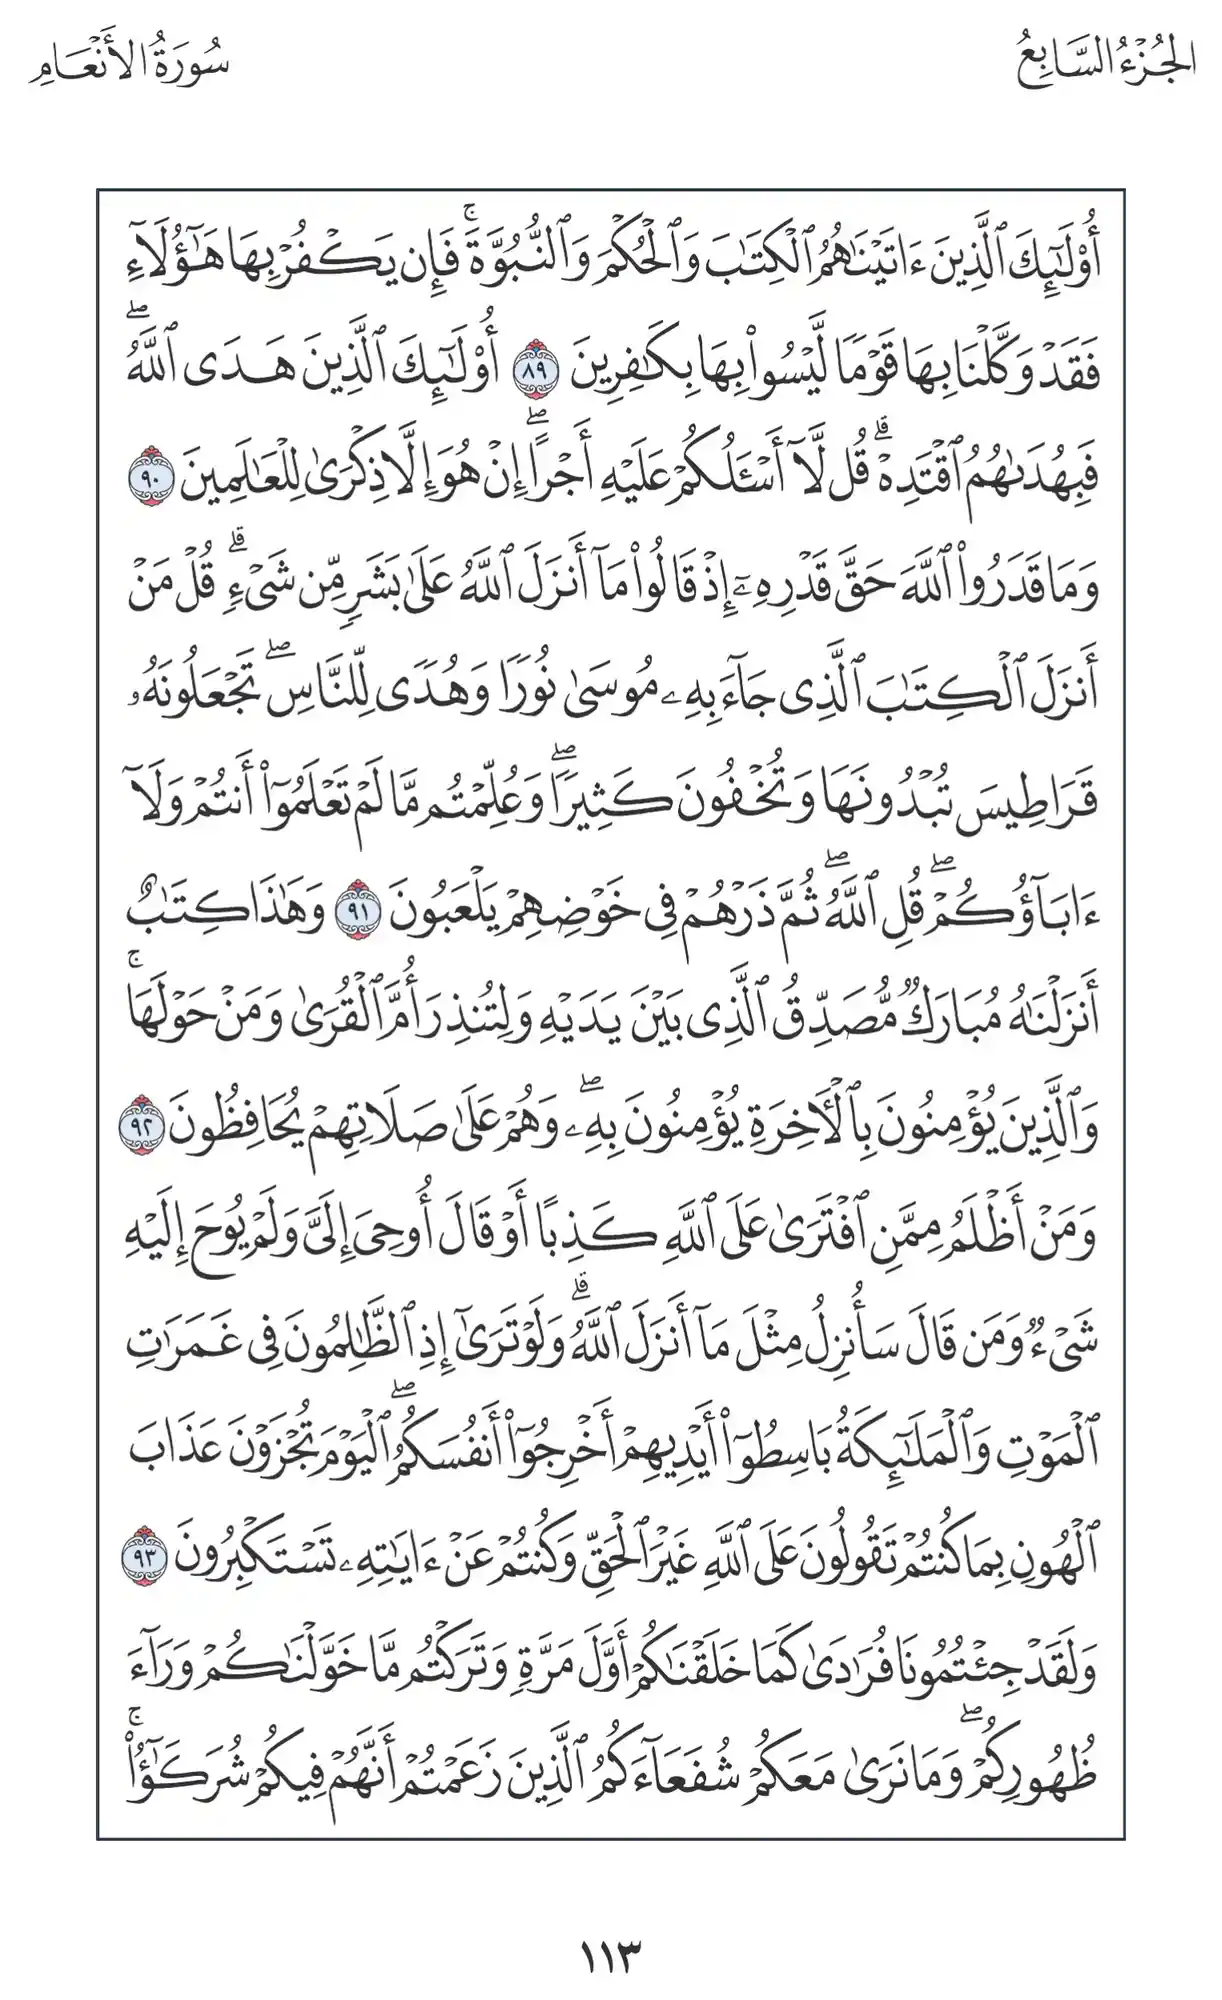 الجُزْءُ السَّابِعُ
سُورَةُ الأَنْعَامِ
أُوْلَٰٓئِكَ ٱلَّذِينَ ءَاتَيْنَٰهُمُ ٱلْكِتَٰبَ وَٱلْحُكْمَ وَٱلنُّبُوَّةَۚ فَإِن يَكْفُرْ بِهَا هَٰٓؤُلَآءِ
فَقَدْ وَكَّلْنَا بِهَا قَوْمًا لَّيْسُوا۟ بِهَا بِكَٰفِرِينَ ٨٩ أُوْلَٰٓئِكَ ٱلَّذِينَ هَدَى ٱللَّهُۖ
فَبِهُدَىٰهُمُ ٱقْتَدِهْۗ قُل لَّآ أَسْـَٔلُكُمْ عَلَيْهِ أَجْرًاۖ إِنْ هُوَ إِلَّا ذِكْرَىٰ لِلْعَٰلَمِينَ ٩٠
وَمَا قَدَرُوا۟ ٱللَّهَ حَقَّ قَدْرِهِۦٓ إِذْ قَالُوا۟ مَآ أَنزَلَ ٱللَّهُ عَلَىٰ بَشَرٍ مِّن شَىْءٍۗ قُلْ مَنْ
أَنزَلَ ٱلْكِتَٰبَ ٱلَّذِى جَآءَ بِهِۦ مُوسَىٰ نُورًا وَهُدًى لِّلنَّاسِۖ تَجْعَلُونَهُۥ
قَرَاطِيسَ تُبْدُونَهَا وَتُخْفُونَ كَثِيرًاۖ وَعُلِّمْتُم مَّا لَمْ تَعْلَمُوٓا۟ أَنتُمْ وَلَآ
ءَابَآؤُكُمْۖ قُلِ ٱللَّهُۖ ثُمَّ ذَرْهُمْ فِى خَوْضِهِمْ يَلْعَبُونَ ٩١ وَهَٰذَا كِتَٰبٌ
أَنزَلْنَٰهُ مُبَارَكٌ مُّصَدِّقُ ٱلَّذِى بَيْنَ يَدَيْهِ وَلِتُنذِرَ أُمَّ ٱلْقُرَىٰ وَمَنْ حَوْلَهَاۚ
وَٱلَّذِينَ يُؤْمِنُونَ بِٱلْـَٔاخِرَةِ يُؤْمِنُونَ بِهِۦۖ وَهُمْ عَلَىٰ صَلَاتِهِمْ يُحَافِظُونَ ٩٢
وَمَنْ أَظْلَمُ مِمَّنِ ٱفْتَرَىٰ عَلَى ٱللَّهِ كَذِبًا أَوْ قَالَ أُوحِىَ إِلَىَّ وَلَمْ يُوحَ إِلَيْهِ
شَىْءٌ وَمَن قَالَ سَأُنزِلُ مِثْلَ مَآ أَنزَلَ ٱللَّهُۗ وَلَوْ تَرَىٰٓ إِذِ ٱلظَّٰلِمُونَ فِى غَمَرَٰتِ
ٱلْمَوْتِ وَٱلْمَلَٰٓئِكَةُ بَاسِطُوٓا۟ أَيْدِيهِمْ أَخْرِجُوٓا۟ أَنفُسَكُمُۖ ٱلْيَوْمَ تُجْزَوْنَ عَذَابَ
ٱلْهُونِ بِمَا كُنتُمْ تَقُولُونَ عَلَى ٱللَّهِ غَيْرَ ٱلْحَقِّ وَكُنتُمْ عَنْ ءَايَٰتِهِۦ تَسْتَكْبِرُونَ ٩٣
وَلَقَدْ جِئْتُمُونَا فُرَٰدَىٰ كَمَا خَلَقْنَٰكُمْ أَوَّلَ مَرَّةٍ وَتَرَكْتُم مَّا خَوَّلْنَٰكُمْ وَرَآءَ
ظُهُورِكُمْۖ وَمَا نَرَىٰ مَعَكُمْ شُفَعَآءَكُمُ ٱلَّذِينَ زَعَمْتُمْ أَنَّهُمْ فِيكُمْ شُرَكَٰٓؤُا۟ۚ
١١٣